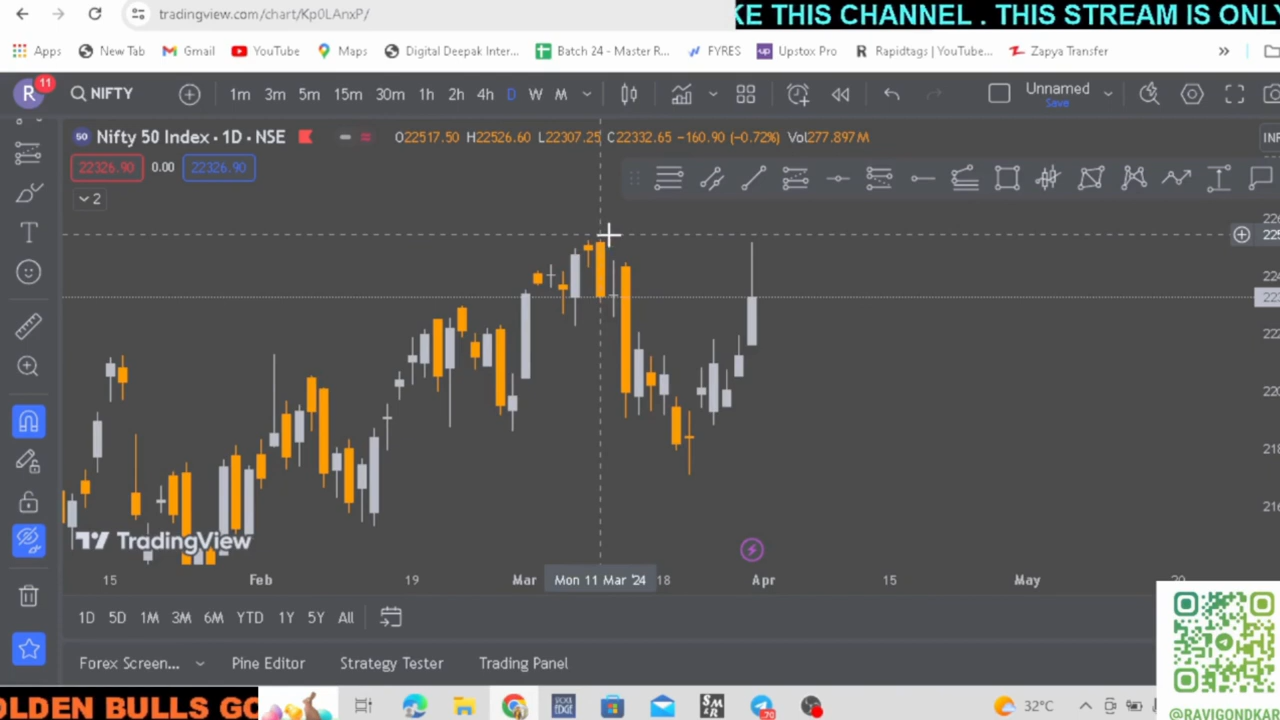 tradingview.com/chart/Kp0LAnxP/
KE THIS CHANNEL . THIS STREAM IS ONLY
Apps New Tab Gmail YouTube Maps Digital Deepak Inter... Batch 24 - Master R... FYRES Upstox Pro Rapidtags | YouTube... Zapya Transfer »
R 11 NIFTY 1m 3m 5m 15m 30m 1h 2h 4h D W M Unnamed
Save
50 Nifty 50 Index · 1D · NSE O22517.50 H22526.60 L22307.25 C22332.65 −160.90 (−0.72%) Vol277.897M INR
22326.90 0.00 22326.90
2
TradingView
15 Feb 19 Mar Mon 11 Mar '24 18 Apr 15 May 20
1D 5D 1M 3M 6M YTD 1Y 5Y All
Forex Screen... Pine Editor Strategy Tester Trading Panel
OLDEN BULLS GO
32°C
@RAVIGONDKAR